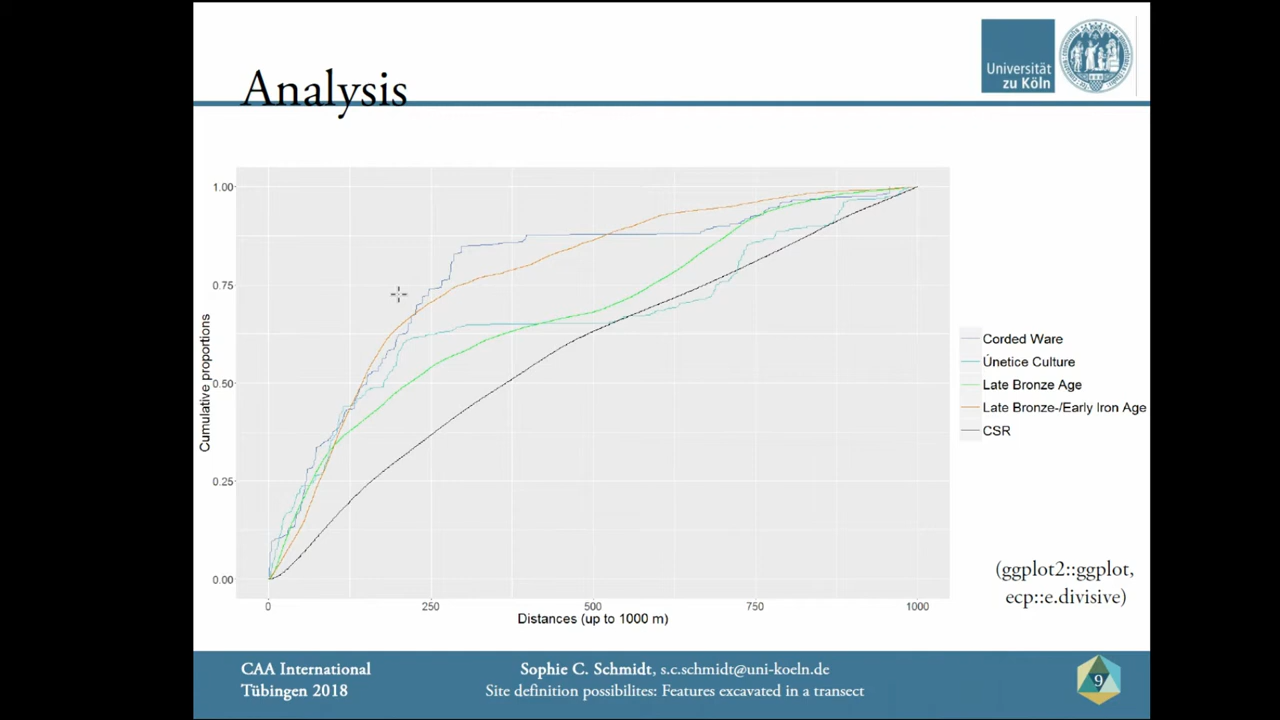 Analysis
Universität
zu Köln
1.00
0.75
0.50
0.25
0.00
Cumulative proportions
0
250
500
750
1000
Distances (up to 1000 m)
Corded Ware
Únetice Culture
Late Bronze Age
Late Bronze-/Early Iron Age
CSR
(ggplot2::ggplot,
ecp::e.divisive)
CAA International
Tübingen 2018
Sophie C. Schmidt, s.c.schmidt@uni-koeln.de
Site definition possibilites: Features excavated in a transect
9